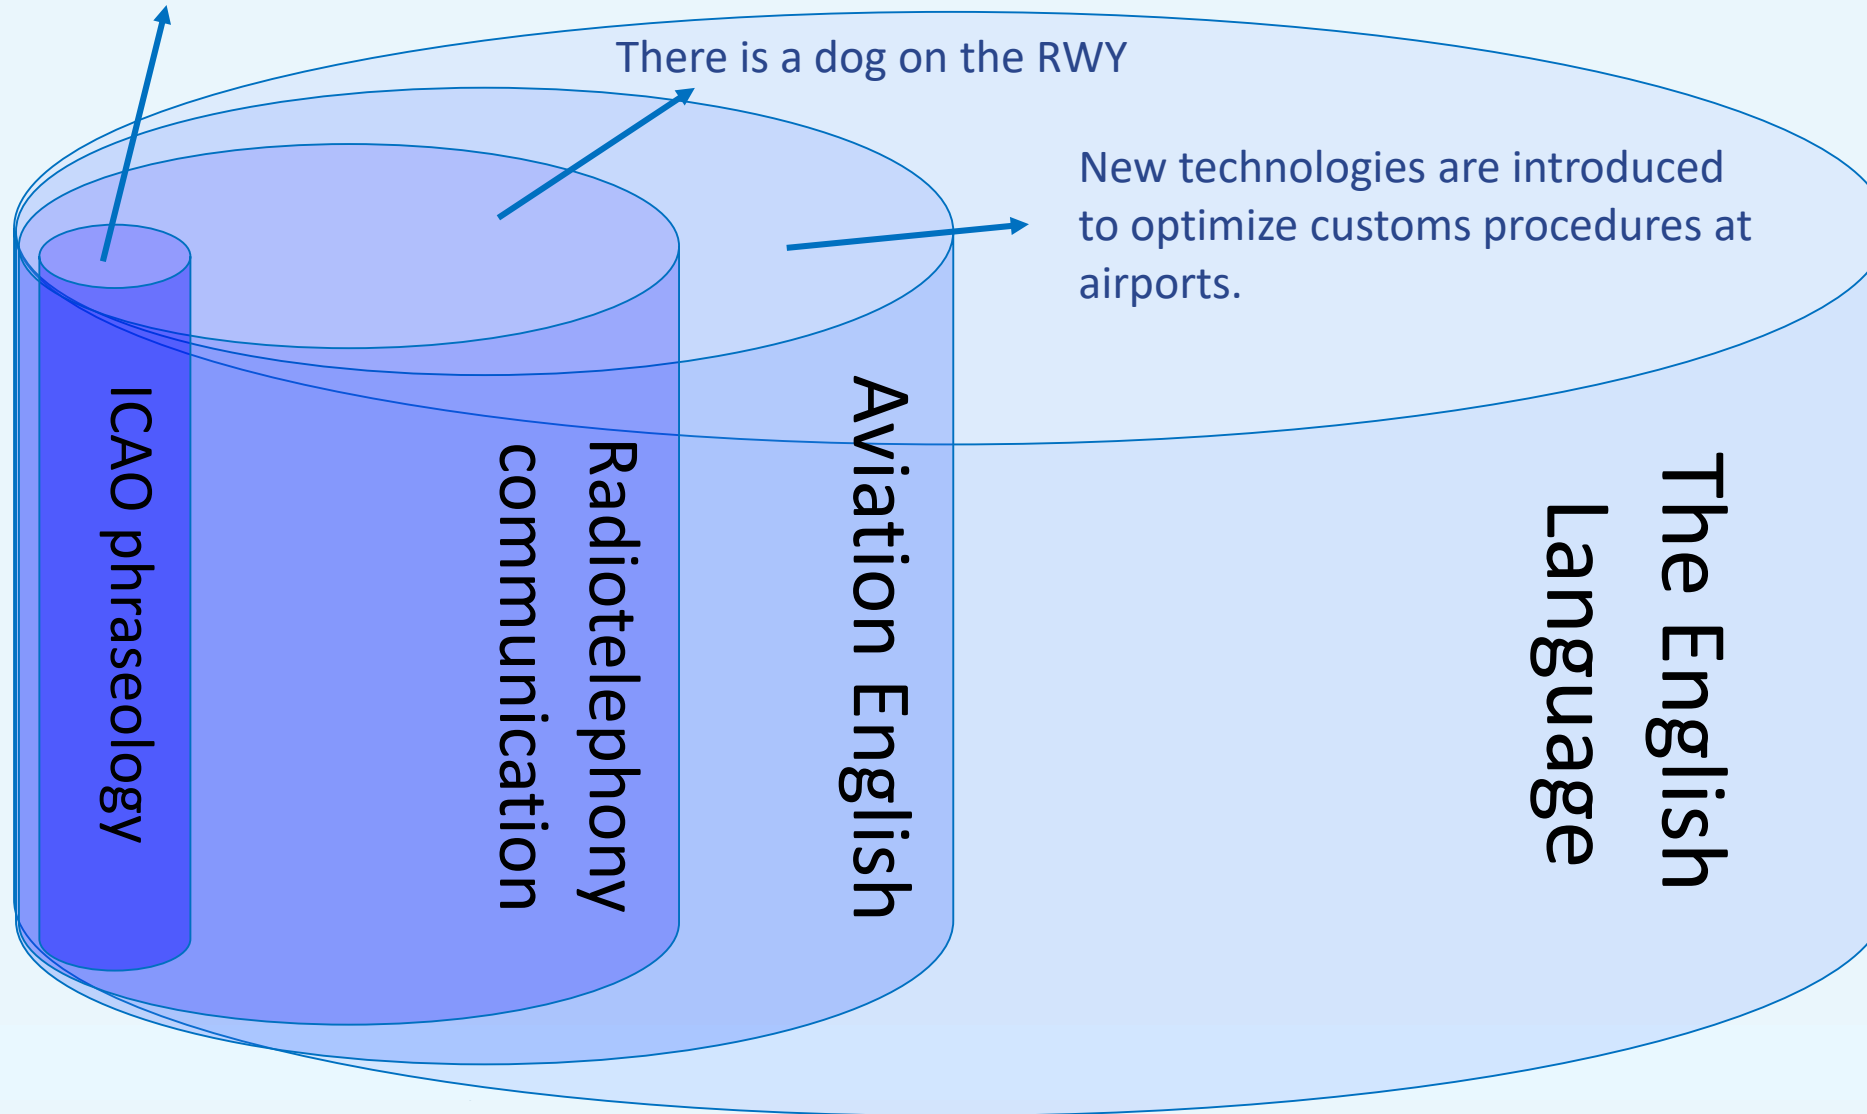 There is a dog on the RWY
New technologies are introduced
to optimize customs procedures at
airports.
ICAO phraseology
Radiotelephony
communication
Aviation English
The English
Language